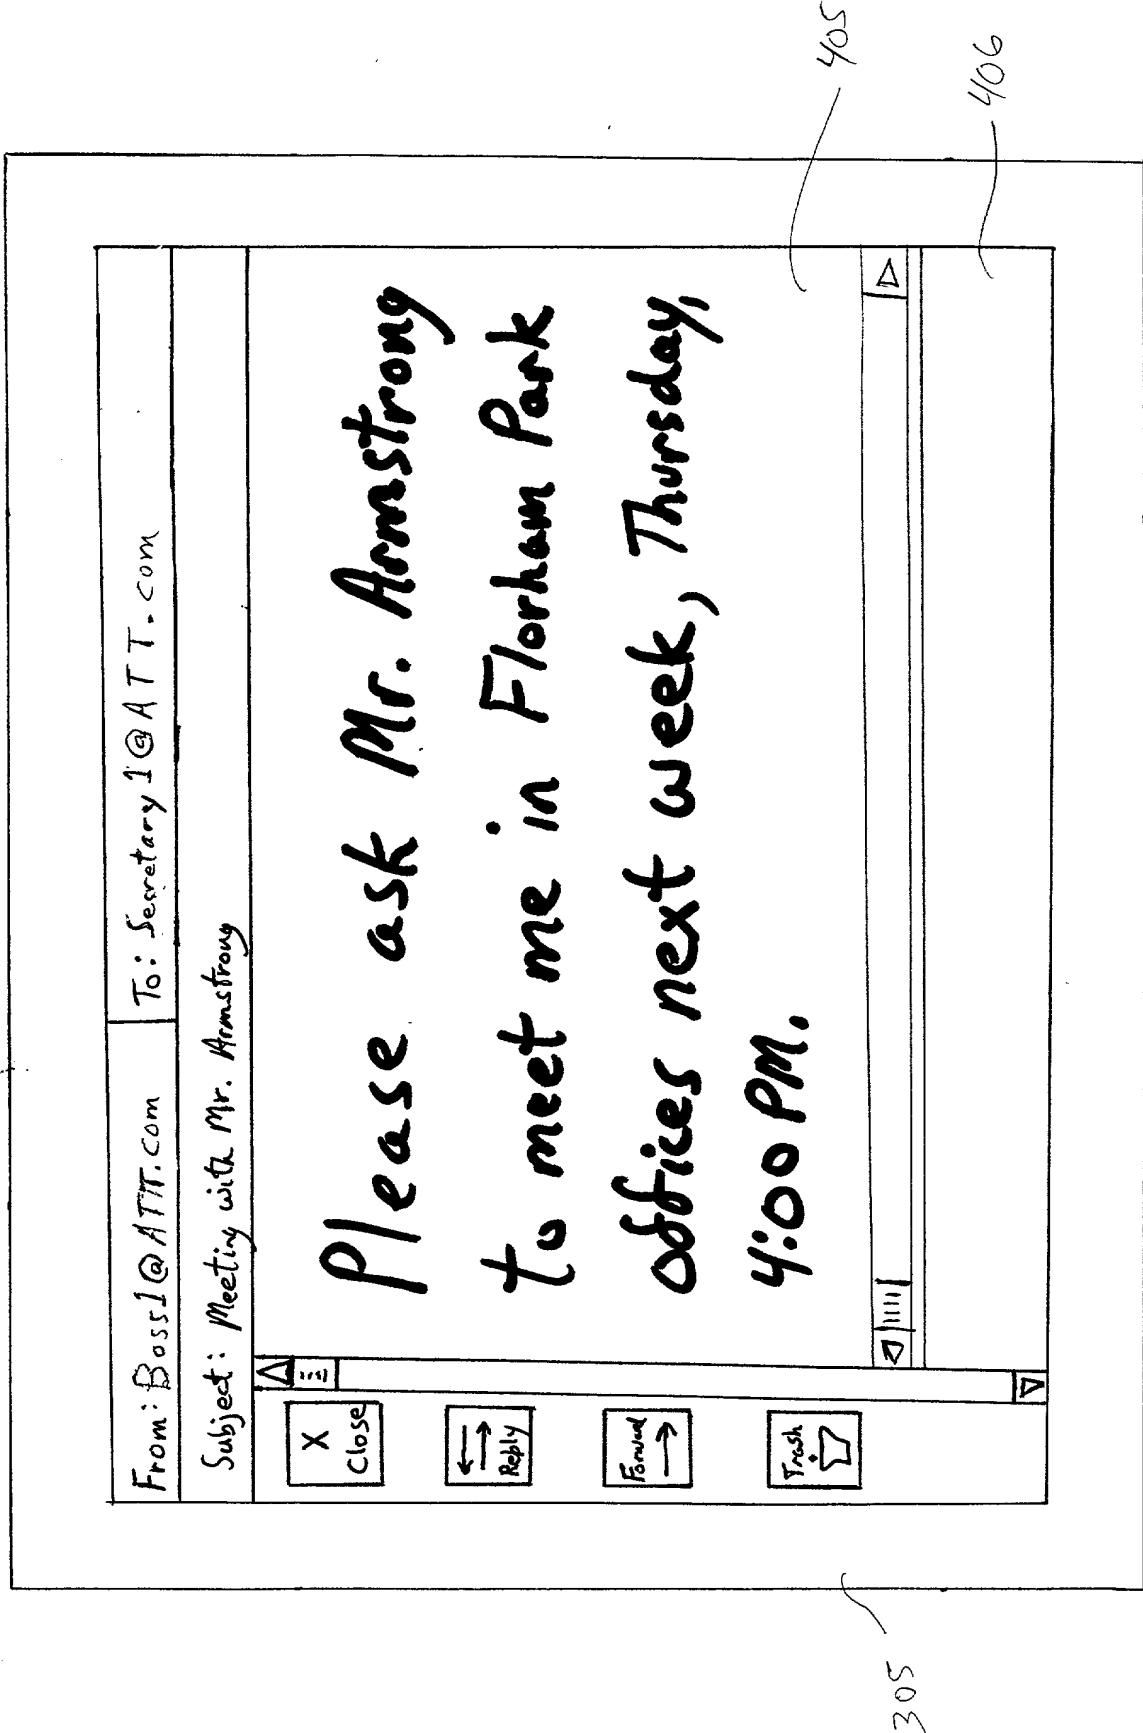 From: Boss1@ATT.com To: Secretary1@ATT.com
Subject: Meeting with Mr. Armstrong
X
Close
Reply
Forward
Trash
Please ask Mr. Armstrong
to meet me in Florham Park
offices next week, Thursday,
4:00 PM.
405
406
305